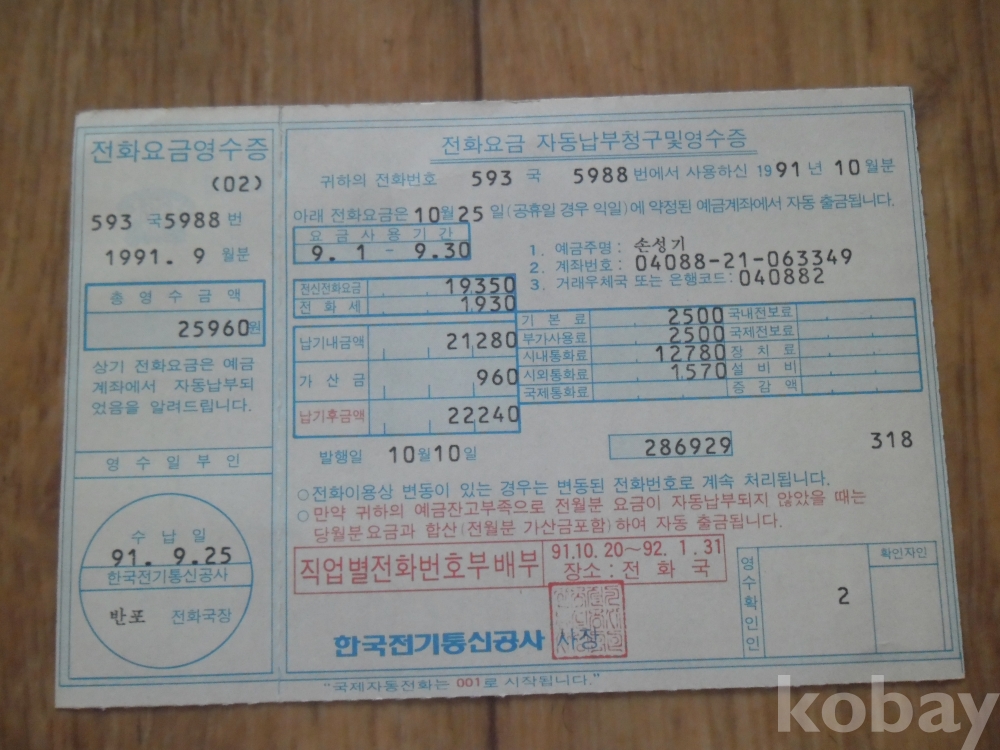 전화요금영수증
(02)
593 국 5988 번
1991. 9 월분
총영수금액
25960원
상기 전화요금은 예금
계좌에서 자동납부되
었음을 알려드립니다.
영수일부인
수납일
91. 9.25
한국전기통신공사
반포 전화국장
전화요금 자동납부청구및영수증
귀하의 전화번호 593 국 5988 번에서 사용하신 1991 년 10 월분
아래 전화요금은 10월 25 일(공휴일 경우 익일)에 약정된 예금계좌에서 자동 출금됩니다.
요금사용기간
9. 1 - 9.30
1. 예금주명 : 손성기
2. 계좌번호 : 04088-21-063349
3. 거래우체국 또는 은행코드 : 040882
전신전화요금 19350
전화세 1930
납기내금액 21280
가산금 960
납기후금액 22240
기본료 2500 국내전보료
부가사용료 2500 국제전보료
시내통화료 12780 장치료
시외통화료 1570 설비비
국제통화료 증감액
발행일 10월 10일 286929 318
○전화이용상 변동이 있는 경우는 변동된 전화번호로 계속 처리됩니다.
○만약 귀하의 예금잔고부족으로 전월분 요금이 자동납부되지 않았을 때는
당월분요금과 합산(전월분 가산금포함)하여 자동 출금됩니다.
직업별전화번호부배부 91.10.20~92. 1. 31
장소 : 전화국
한국전기통신공사 사장
영수확인인 2 확인자인
"국제자동전화는 001로 시작됩니다."
kobay